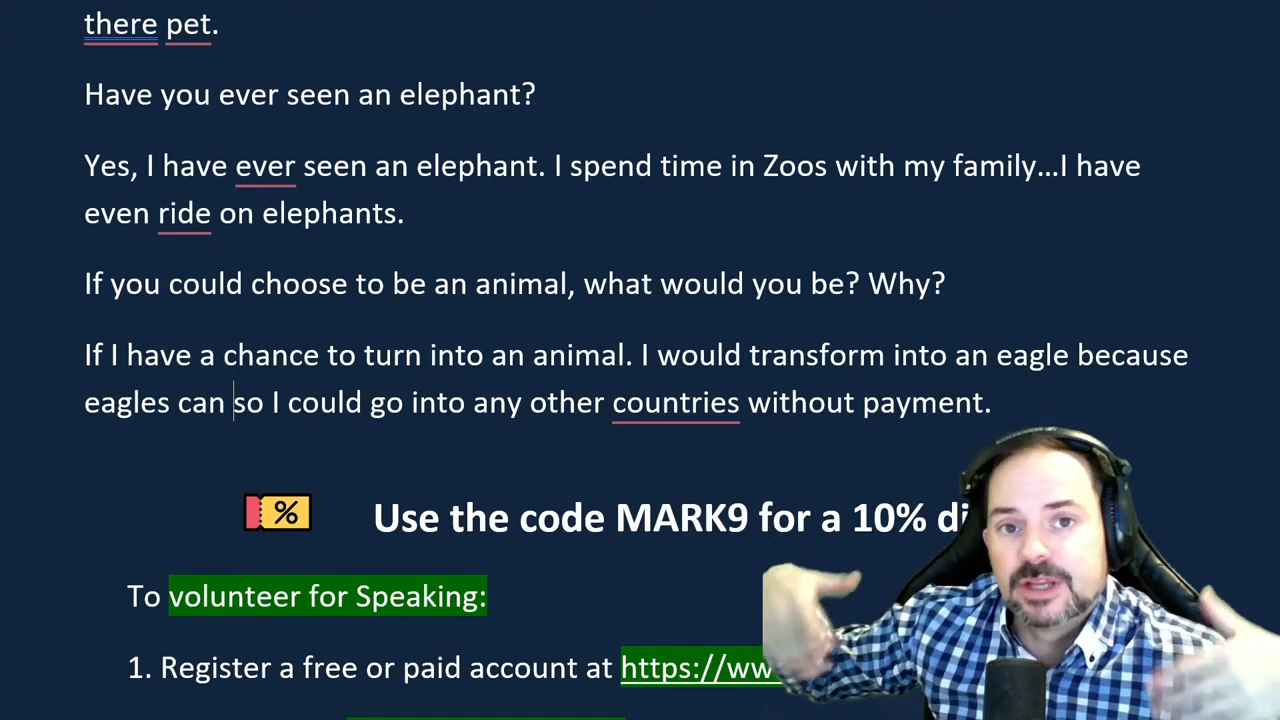 there pet.
Have you ever seen an elephant?
Yes, I have ever seen an elephant. I spend time in Zoos with my family…I have
even ride on elephants.
If you could choose to be an animal, what would you be? Why?
If I have a chance to turn into an animal. I would transform into an eagle because
eagles can so I could go into any other countries without payment.
%
Use the code MARK9 for a 10% di
To volunteer for Speaking:
1. Register a free or paid account at https://ww